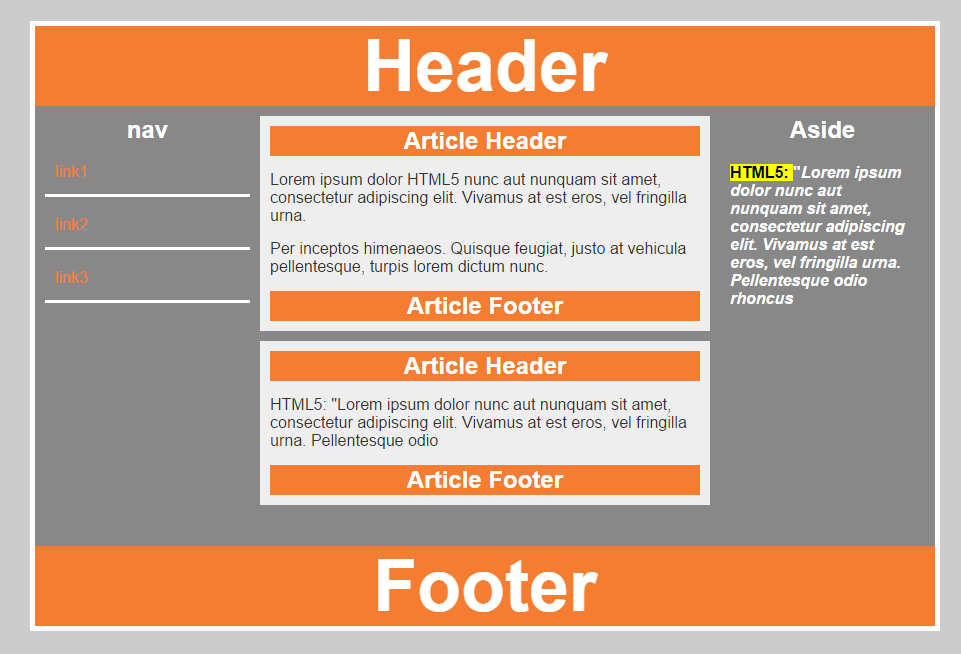 Header
nav
link1
link2
link3
Article Header
Lorem ipsum dolor HTML5 nunc aut nunquam sit amet,
consectetur adipiscing elit. Vivamus at est eros, vel fringilla
urna.
Per inceptos himenaeos. Quisque feugiat, justo at vehicula
pellentesque, turpis lorem dictum nunc.
Article Footer
Article Header
HTML5: "Lorem ipsum dolor nunc aut nunquam sit amet,
consectetur adipiscing elit. Vivamus at est eros, vel fringilla
urna. Pellentesque odio
Article Footer
Aside
HTML5: "Lorem ipsum
dolor nunc aut
nunquam sit amet,
consectetur adipiscing
elit. Vivamus at est
eros, vel fringilla urna.
Pellentesque odio
rhoncus
Footer